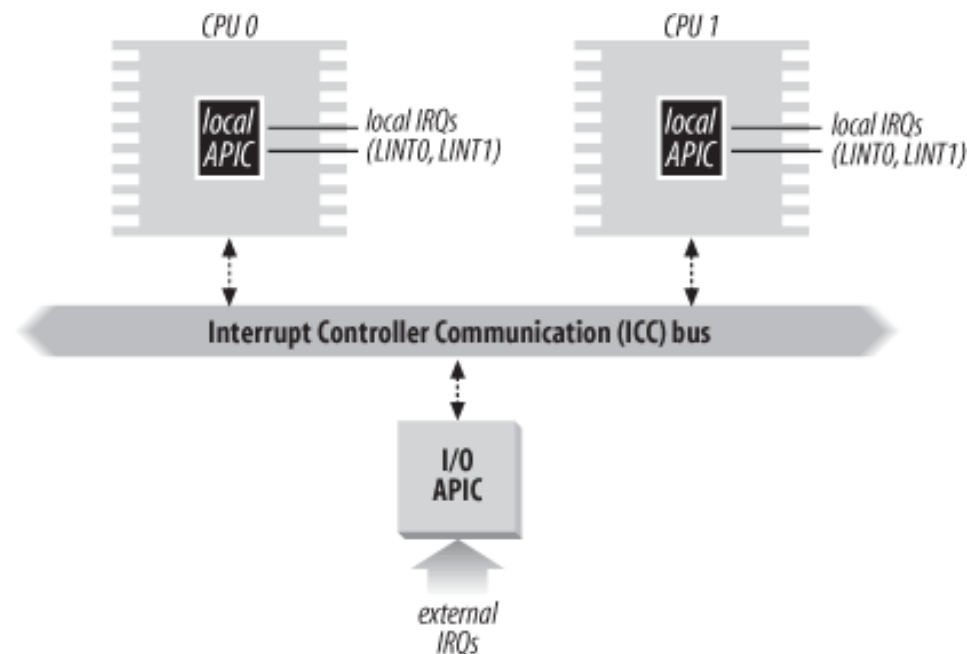 CPU 0
CPU 1
local
APIC
local IRQs
(LINT0, LINT1)
local
APIC
local IRQs
(LINT0, LINT1)
Interrupt Controller Communication (ICC) bus
I/O
APIC
external
IRQs